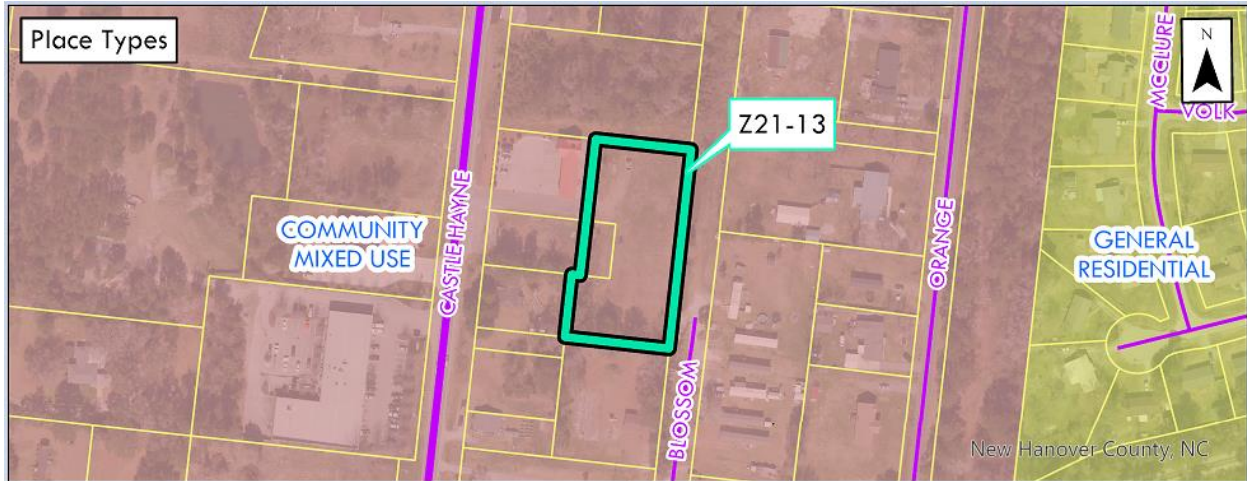 Place Types
N
MCCLURE
VOLK
Z21-13
COMMUNITY
MIXED USE
CASTLE HAYNE
ORANGE
GENERAL
RESIDENTIAL
BLOSSOM
New Hanover County, NC